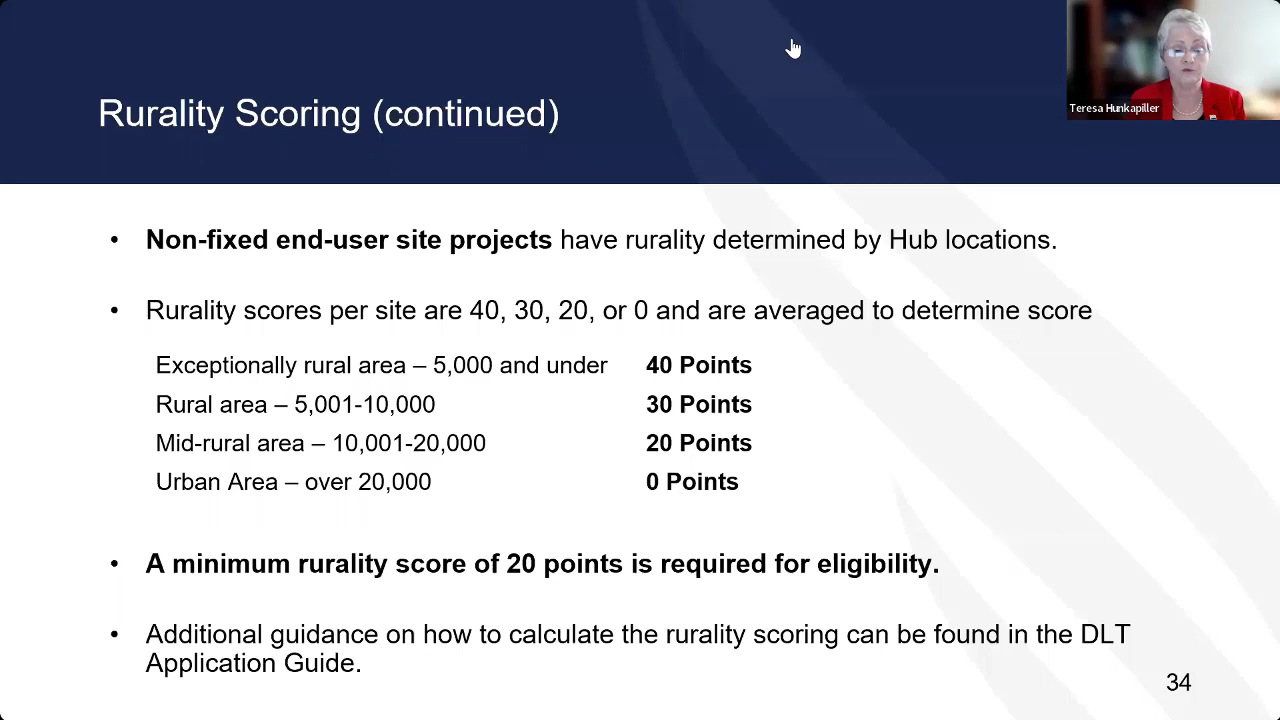 Teresa Hunkapiller
Rurality Scoring (continued)
• Non-fixed end-user site projects have rurality determined by Hub locations.
• Rurality scores per site are 40, 30, 20, or 0 and are averaged to determine score
Exceptionally rural area – 5,000 and under 40 Points
Rural area – 5,001-10,000 30 Points
Mid-rural area – 10,001-20,000 20 Points
Urban Area – over 20,000 0 Points
• A minimum rurality score of 20 points is required for eligibility.
• Additional guidance on how to calculate the rurality scoring can be found in the DLT
Application Guide.
34